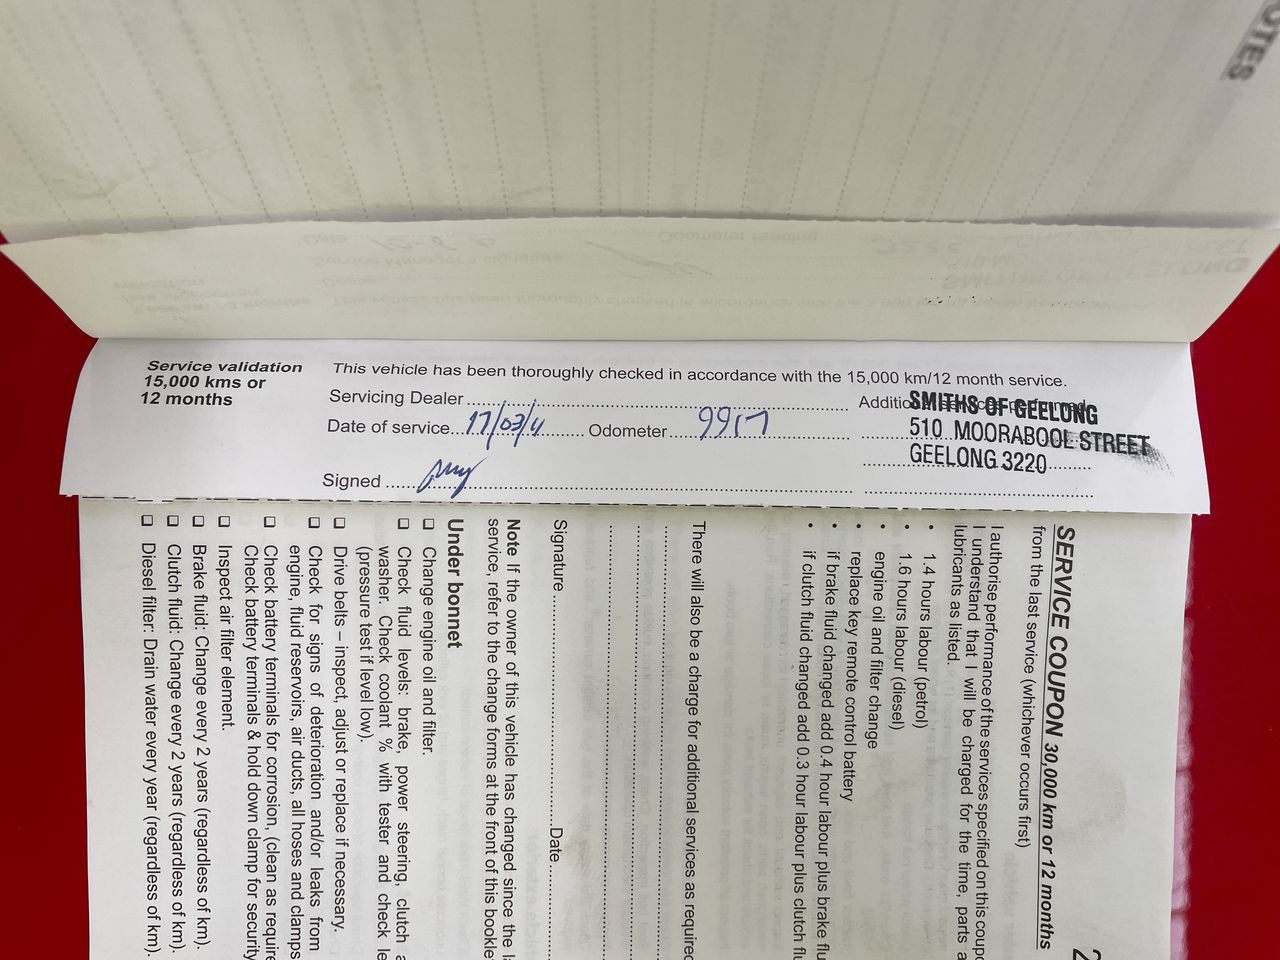 OTES
Service validation
15,000 kms or
12 months
This vehicle has been thoroughly checked in accordance with the 15,000 km/12 month service.
Servicing Dealer
Date of service 17/03/11 Odometer 9917
Signed
SMITHS OF GEELONG
510 MOORABOOL STREET
GEELONG 3220
SERVICE COUPON 30,000 km or 12 months
from the last service (whichever occurs first)
I authorise performance of the services specified on this coupo
I understand that I will be charged for the time, parts a
lubricants as listed.
• 1.4 hours labour (petrol)
• 1.6 hours labour (diesel)
• engine oil and filter change
• replace key remote control battery
• if brake fluid changed add 0.4 hour labour plus brake flu
• if clutch fluid changed add 0.3 hour labour plus clutch flu
There will also be a charge for additional services as required
Signature Date
Note If the owner of this vehicle has changed since the la
service, refer to the change forms at the front of this bookle
Under bonnet
❏ Change engine oil and filter.
❏ Check fluid levels: brake, power steering, clutch a
washer. Check coolant % with tester and check le
(pressure test if level low).
❏ Drive belts – inspect, adjust or replace if necessary.
❏ Check for signs of deterioration and/or leaks from
engine, fluid reservoirs, air ducts, all hoses and clamps
❏ Check battery terminals for corrosion, (clean as require
Check battery terminals & hold down clamp for security
❏ Inspect air filter element.
❏ Brake fluid: Change every 2 years (regardless of km).
❏ Clutch fluid: Change every 2 years (regardless of km).
❏ Diesel filter: Drain water every year (regardless of km).